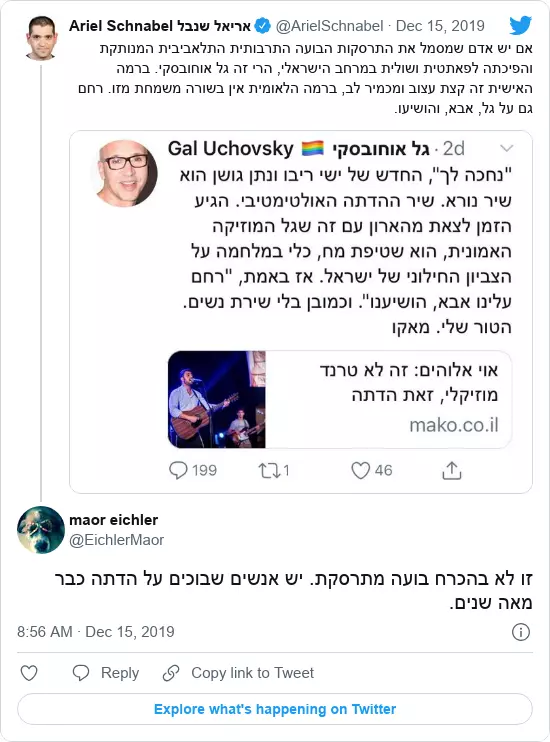 Ariel Schnabel אריאל שנבל @ArielSchnabel · Dec 15, 2019
אם יש אדם שמסמל את התרסקות הבועה התרבותית התלאביבית המנותקת
והפיכתה לפאתטית ושולית במרחב הישראלי, הרי זה גל אוחובסקי. ברמה
האישית זה קצת עצוב ומכמיר לב, ברמה הלאומית אין בשורה משמחת מזו. רחם
גם על גל, אבא, והושיעו.
Gal Uchovsky 🏳️‍🌈 גל אוחובסקי · 2d
"נחכה לך", החדש של ישי ריבו ונתן גושן הוא
שיר נורא. שיר ההדתה האולטימטיבי. הגיע
הזמן לצאת מהארון עם זה שגל המוזיקה
האמונית, הוא שטיפת מח, כלי במלחמה על
הצביון החילוני של ישראל. אז באמת, "רחם
עלינו אבא, הושיענו". וכמובן בלי שירת נשים.
הטור שלי. מאקו
אוי אלוהים: זה לא טרנד
מוזיקלי, זאת הדתה
mako.co.il
199 1 46
maor eichler
@EichlerMaor
זו לא בהכרח בועה מתרסקת. יש אנשים שבוכים על הדתה כבר
מאה שנים.
8:56 AM · Dec 15, 2019
Reply Copy link to Tweet
Explore what's happening on Twitter